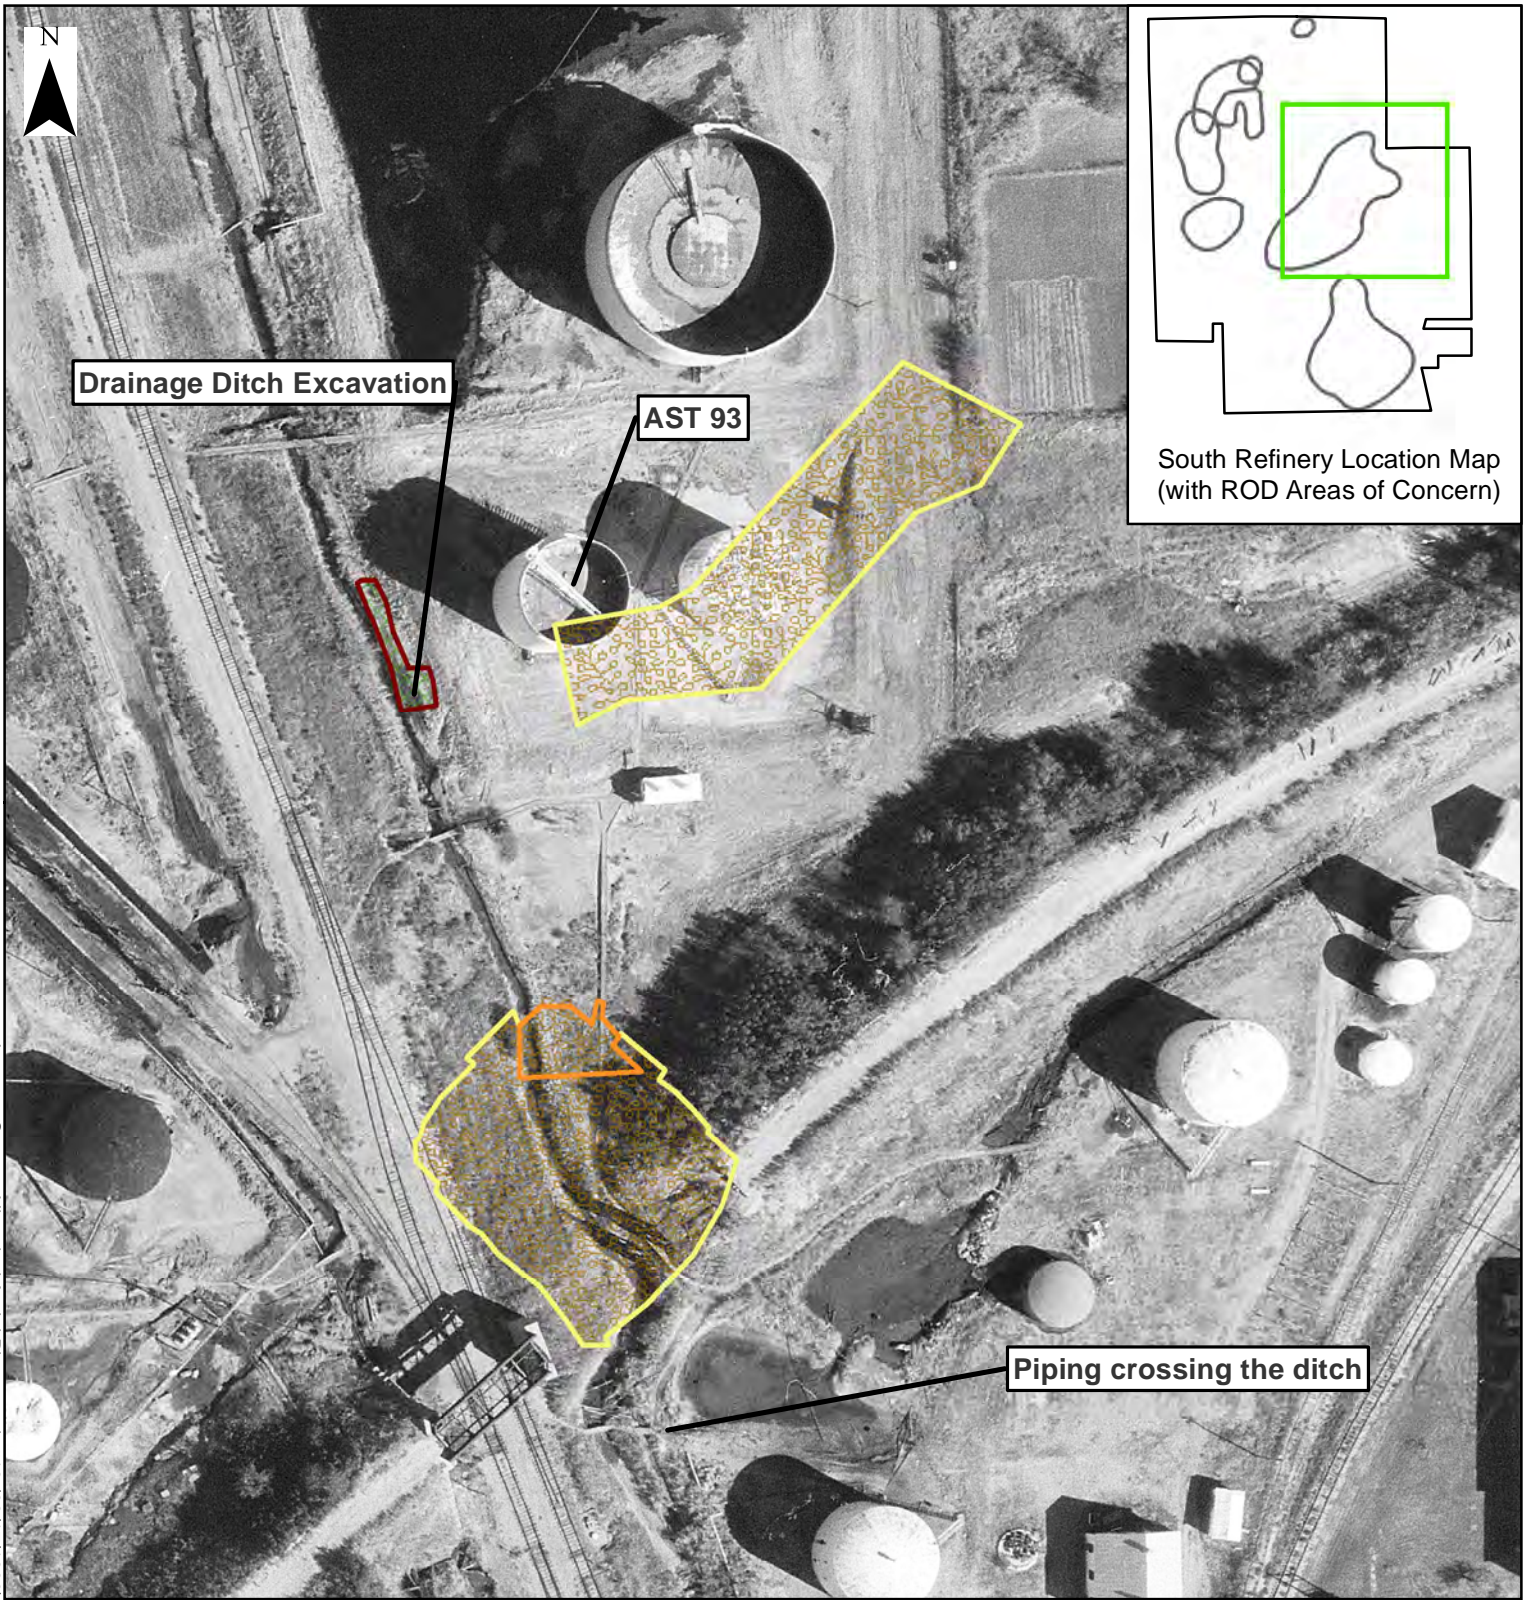 N
Drainage Ditch Excavation
AST 93
South Refinery Location Map
(with ROD Areas of Concern)
Piping crossing the ditch